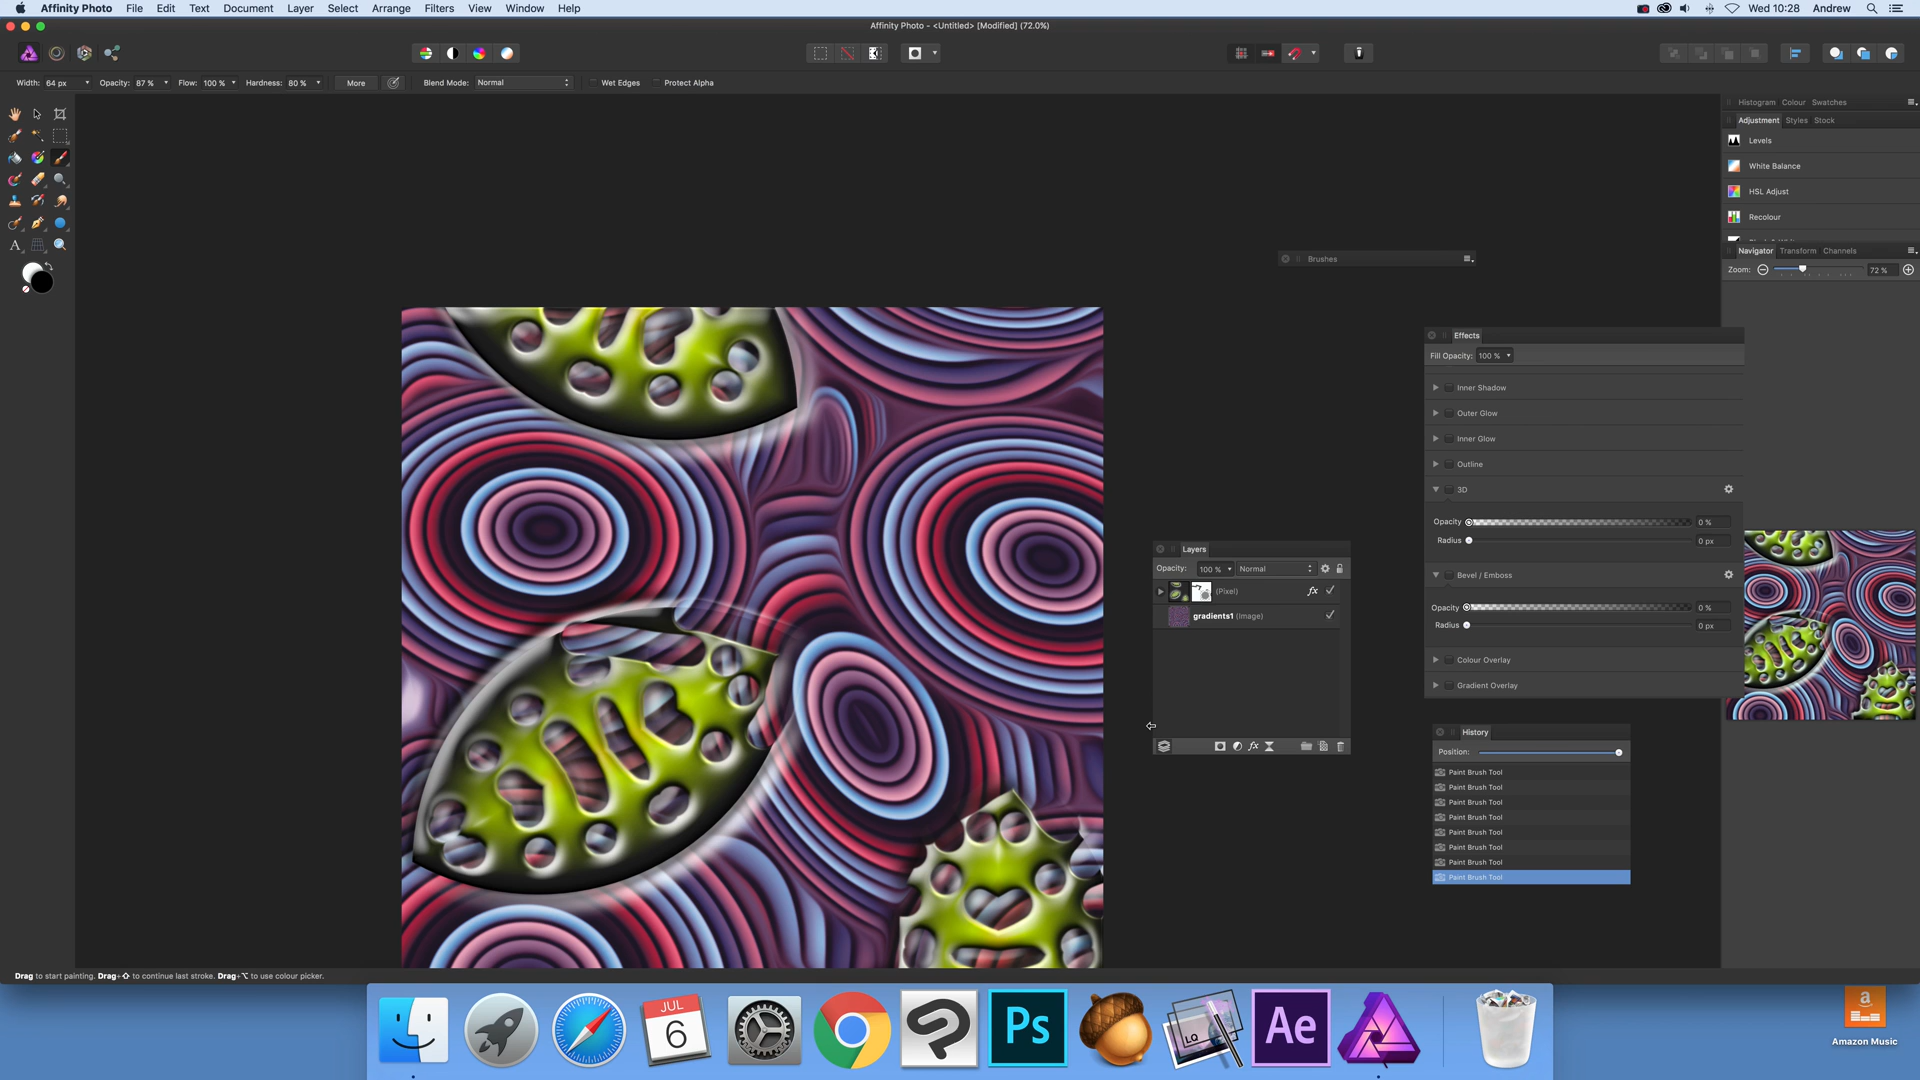 Affinity Photo File Edit Text Document Layer Select Arrange Filters View Window Help Wed 10:28 Andrew
Affinity Photo - <Untitled> [Modified] (72.0%)
Width: 64 px Opacity: 87 % Flow: 100 % Hardness: 80 % More Blend Mode: Normal Wet Edges Protect Alpha
Histogram Colour Swatches
Adjustment Styles Stock
Levels
White Balance
HSL Adjust
Recolour
Navigator Transform Channels
Zoom: 72 %
Brushes
Effects
Fill Opacity: 100 %
Inner Shadow
Outer Glow
Inner Glow
Outline
3D
Opacity 0 %
Radius 0 px
Bevel / Emboss
Opacity 0 %
Radius 0 px
Colour Overlay
Gradient Overlay
Layers
Opacity: 100 % Normal
(Pixel) fx
gradients1 (Image)
fx
History
Position:
Paint Brush Tool
Paint Brush Tool
Paint Brush Tool
Paint Brush Tool
Paint Brush Tool
Paint Brush Tool
Paint Brush Tool
Paint Brush Tool
A
Drag to start painting. Drag+⇧ to continue last stroke. Drag+⌥ to use colour picker.
JUL
6
Ps
LQ
Ae
a
Amazon Music